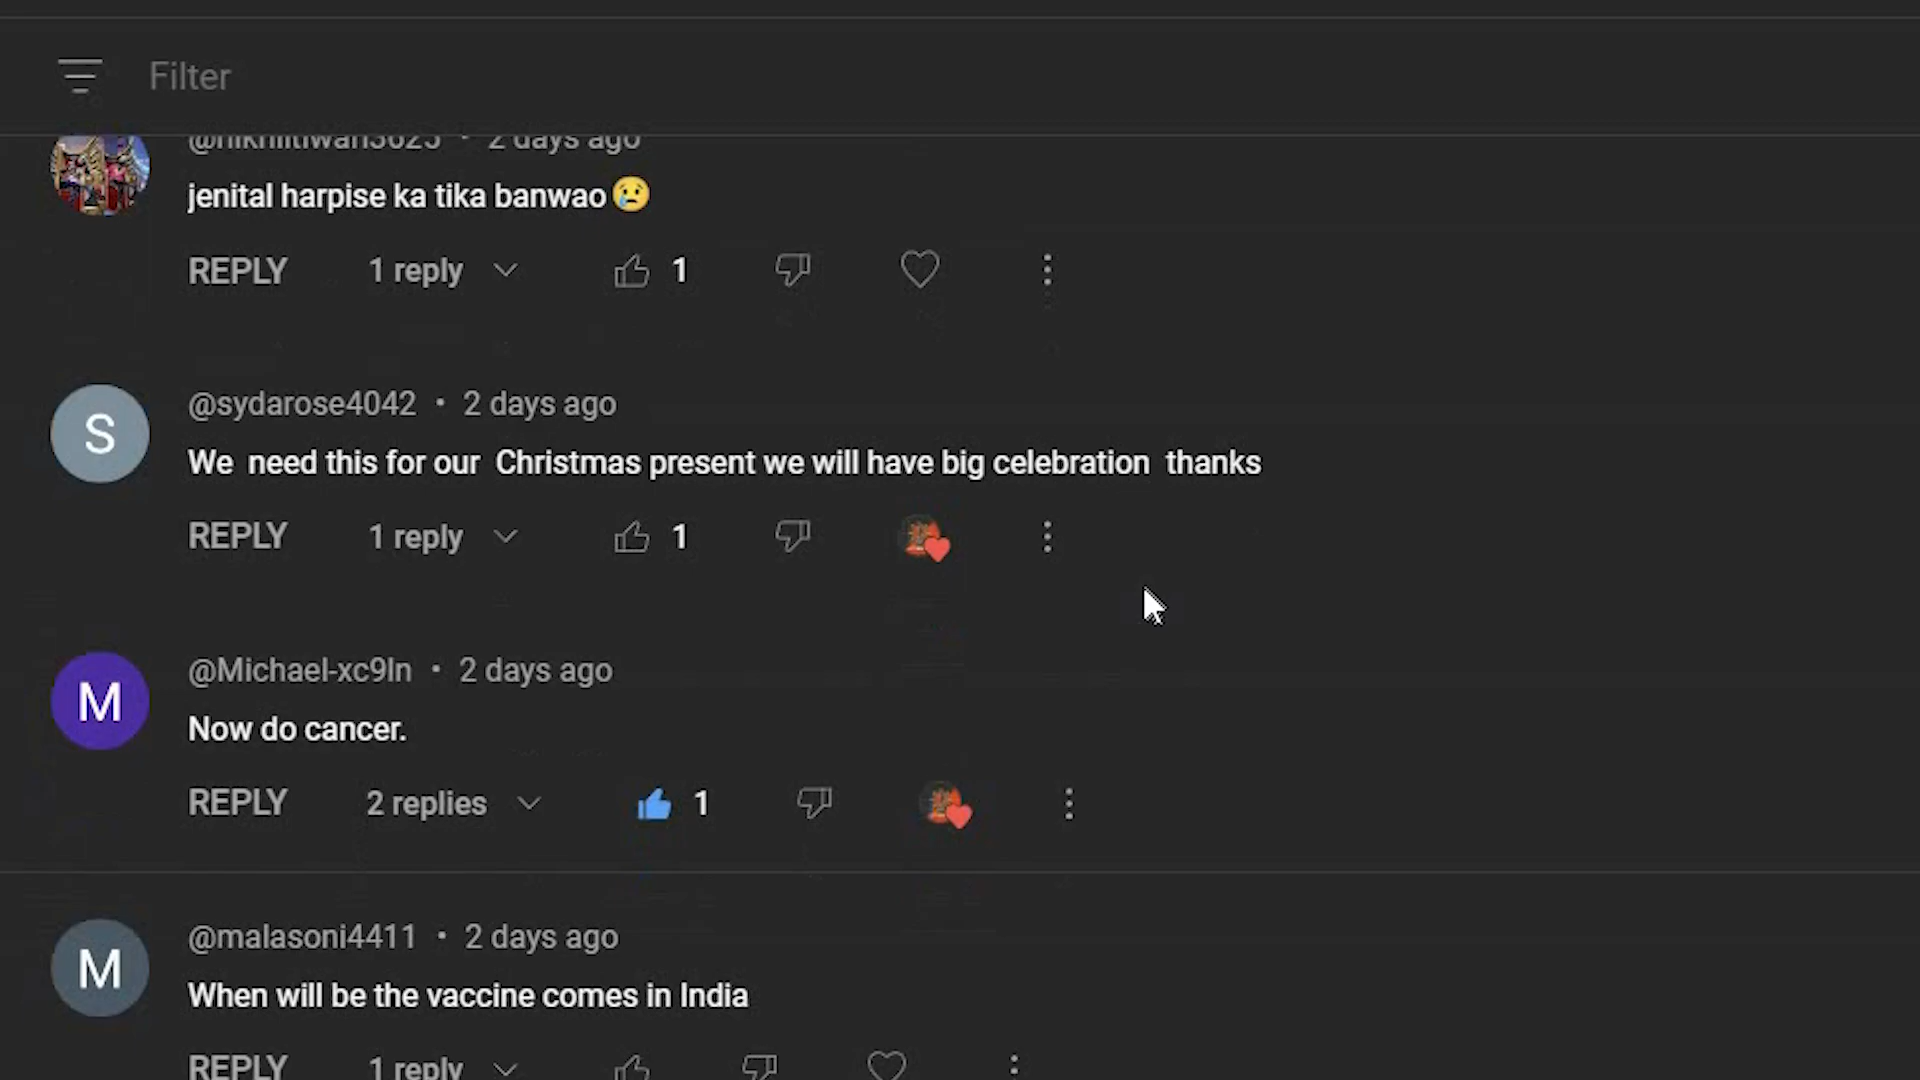 Filter
@nikhiltiwari3625 • 2 days ago
jenital harpise ka tika banwao😢
REPLY 1 reply 1
S @sydarose4042 • 2 days ago
We need this for our Christmas present we will have big celebration thanks
REPLY 1 reply 1
M @Michael-xc9ln • 2 days ago
Now do cancer.
REPLY 2 replies 1
M @malasoni4411 • 2 days ago
When will be the vaccine comes in India
REPLY 1 reply